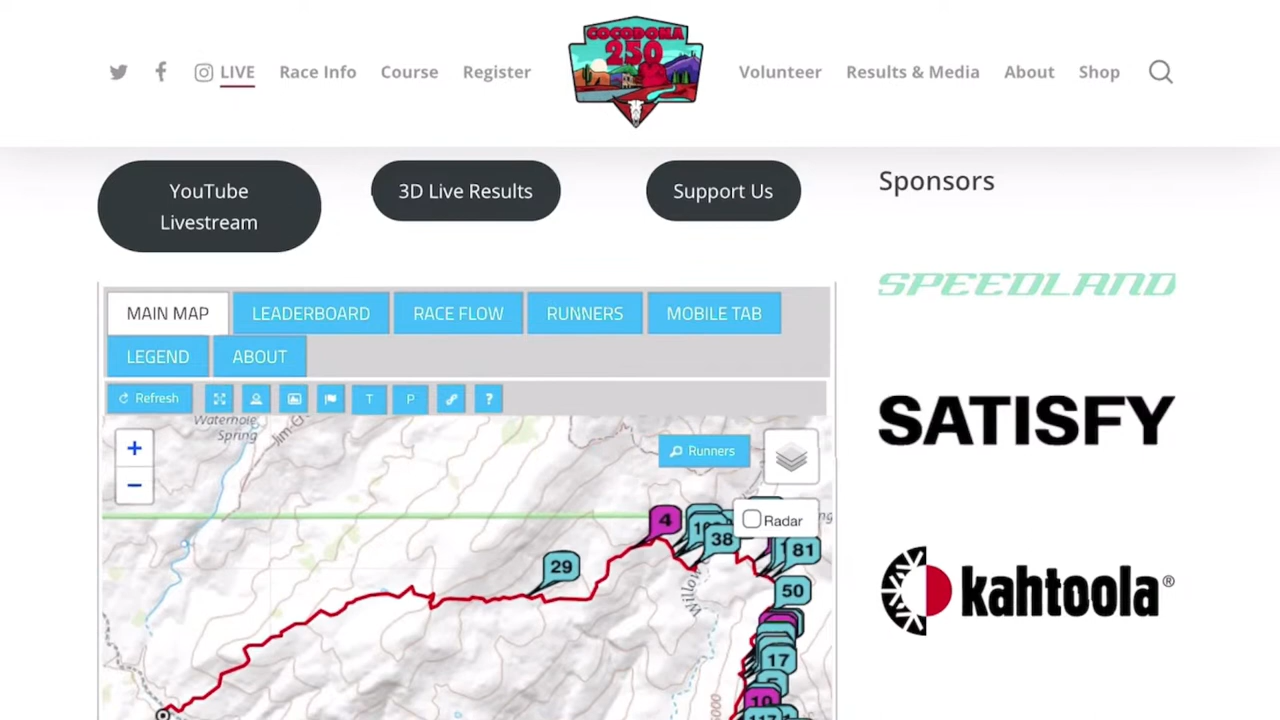 LIVE
Race Info
Course
Register
COCODONA
250
Volunteer
Results & Media
About
Shop
YouTube
Livestream
3D Live Results
Support Us
Sponsors
SPEEDLAND
SATISFY
kahtoola®
MAIN MAP
LEADERBOARD
RACE FLOW
RUNNERS
MOBILE TAB
LEGEND
ABOUT
Refresh
T
P
?
Waterhole
Spring
+
−
Runners
Radar
4
38
81
29
50
17
10